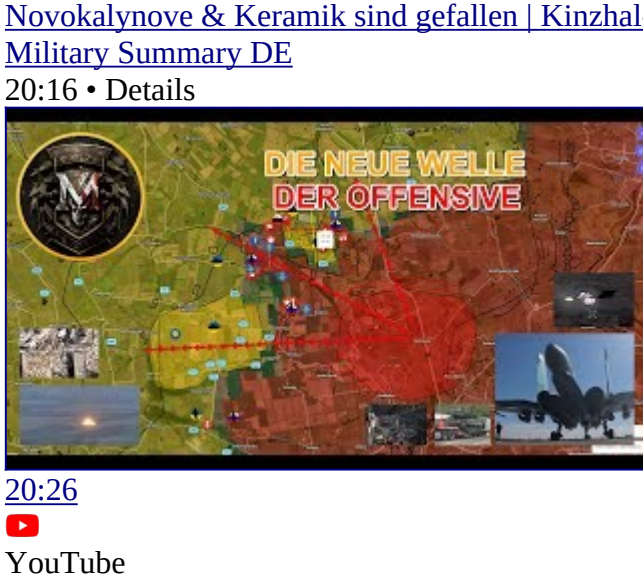 Novokalynove & Keramik sind gefallen | Kinzhal
Military Summary DE
20:16 • Details
DIE NEUE WELLE
DER OFFENSIVE
20:26
YouTube